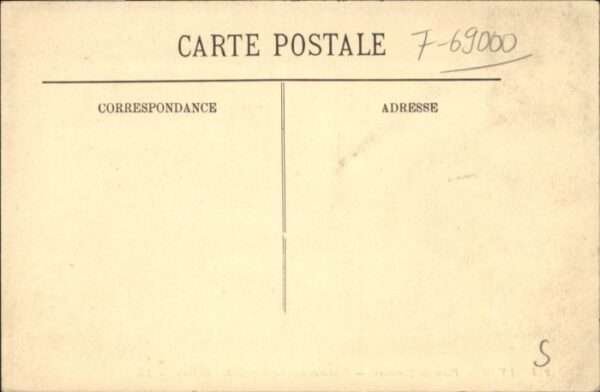 CARTE POSTALE 7-69000
CORRESPONDANCE ADRESSE
S